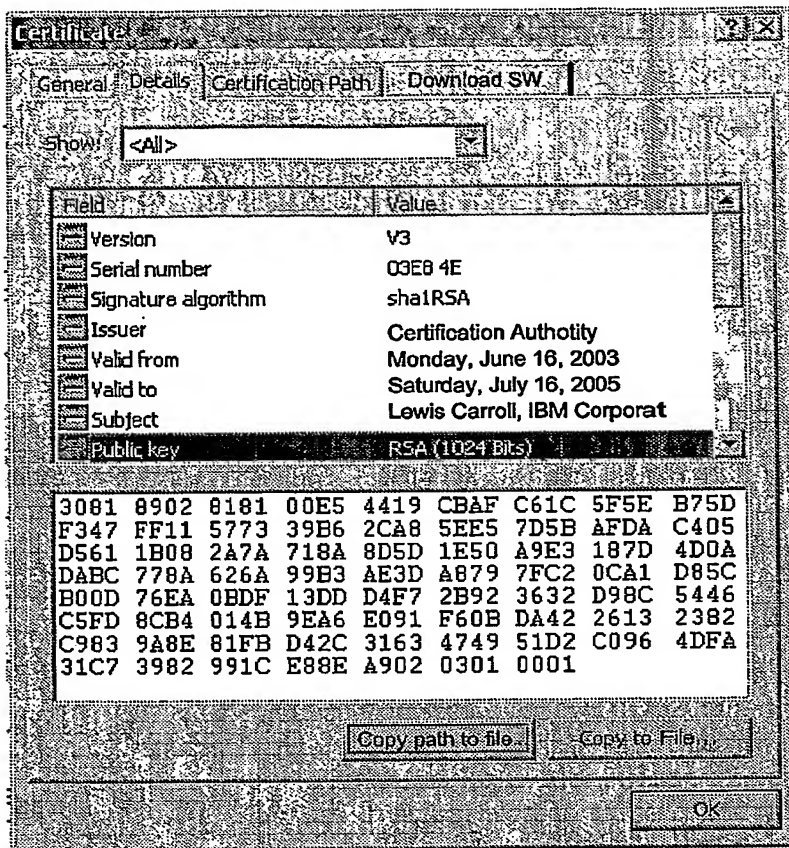 Certificate ? X
General Details Certification Path Download SW
Show: <All>
Field Value
Version V3
Serial number 03E8 4E
Signature algorithm sha1RSA
Issuer Certification Authotity
Valid from Monday, June 16, 2003
Valid to Saturday, July 16, 2005
Subject Lewis Carroll, IBM Corporat
Public key RSA (1024 Bits)
3081 8902 8181 00E5 4419 CBAF C61C 5F5E B75D
F347 FF11 5773 39B6 2CA8 5EE5 7D5B AFDA C405
D561 1B08 2A7A 718A 8D5D 1E50 A9E3 187D 4D0A
DABC 778A 626A 99B3 AE3D A879 7FC2 0CA1 D85C
B00D 76EA 0BDF 13DD D4F7 2B92 3632 D98C 5446
C5FD 8CB4 014B 9EA6 E091 F60B DA42 2613 2382
C983 9A8E 81FB D42C 3163 4749 51D2 C096 4DFA
31C7 3982 991C E88E A902 0301 0001
Copy path to file Copy to File...
OK